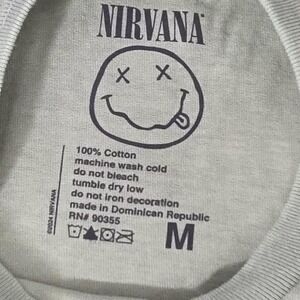 NIRVANA
100% Cotton
machine wash cold
do not bleach
tumble dry low
do not iron decoration
made in Dominican Republic
RN# 90355
M
©2024 NIRVANA